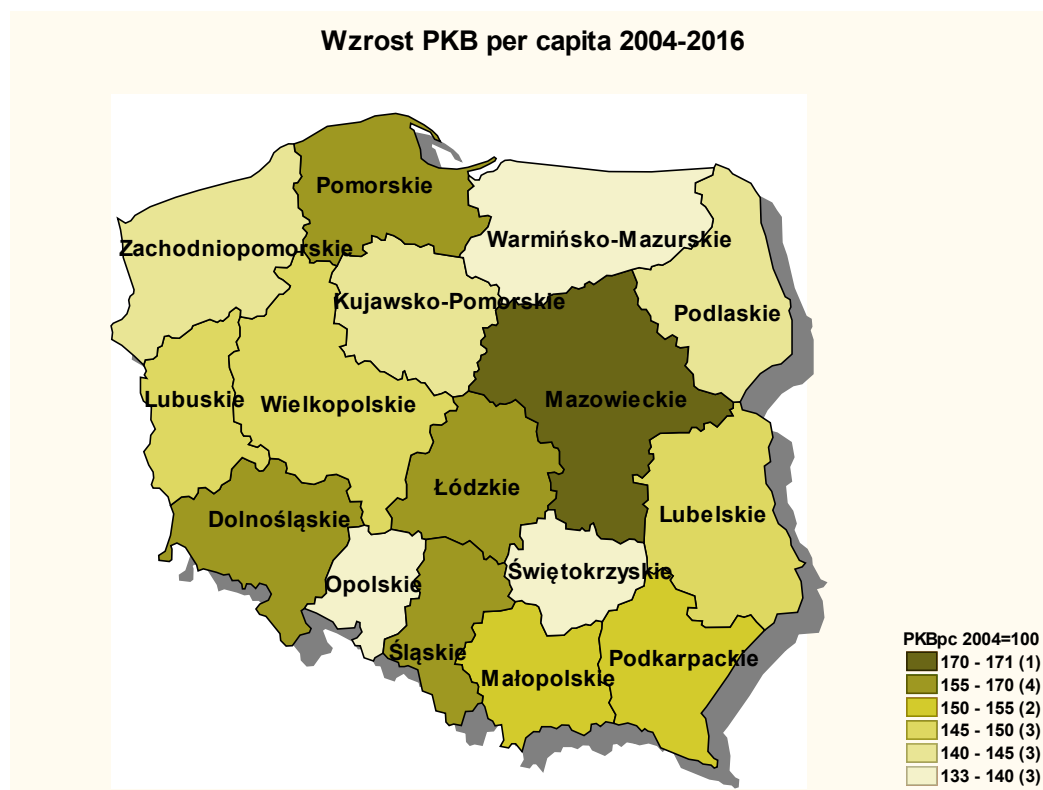 Wzrost PKB per capita 2004-2016
Pomorskie
Zachodniopomorskie
Warmińsko-Mazurskie
Kujawsko-Pomorskie
Podlaskie
Lubuskie
Wielkopolskie
Mazowieckie
Łódzkie
Dolnośląskie
Lubelskie
Opolskie
Świętokrzyskie
Śląskie
Małopolskie
Podkarpackie
PKBpc 2004=100
170 - 171 (1)
155 - 170 (4)
150 - 155 (2)
145 - 150 (3)
140 - 145 (3)
133 - 140 (3)